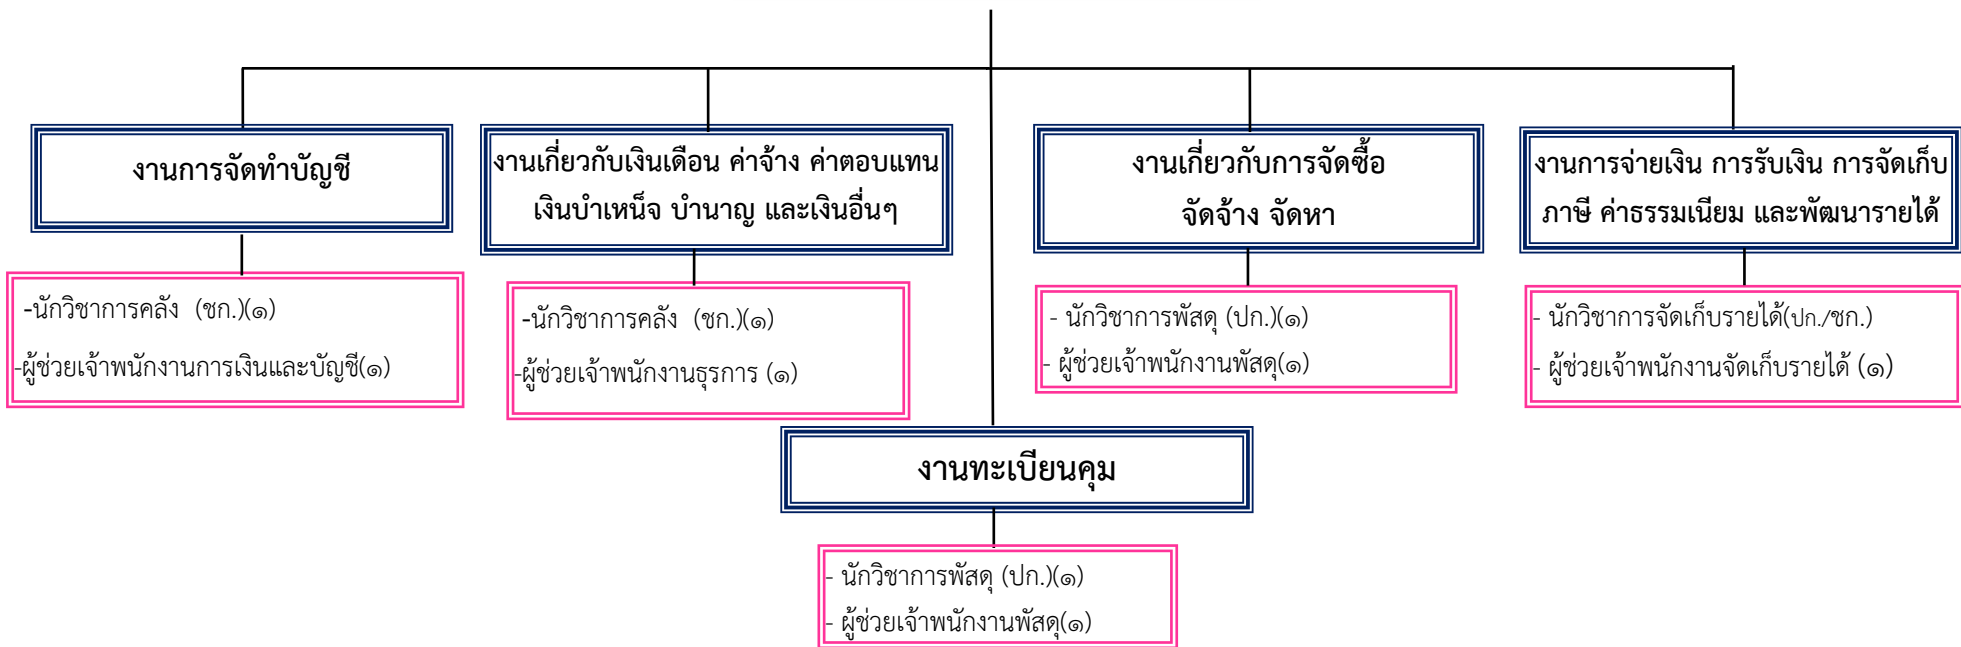 งานการจัดทำบัญชี
-นักวิชาการคลัง (ชก.)(๑)
-ผู้ช่วยเจ้าพนักงานการเงินและบัญชี(๑)
งานเกี่ยวกับเงินเดือน ค่าจ้าง ค่าตอบแทน
เงินบำเหน็จ บำนาญ และเงินอื่นๆ
-นักวิชาการคลัง (ชก.)(๑)
-ผู้ช่วยเจ้าพนักงานธุรการ (๑)
งานเกี่ยวกับการจัดซื้อ
จัดจ้าง จัดหา
- นักวิชาการพัสดุ (ปก.)(๑)
- ผู้ช่วยเจ้าพนักงานพัสดุ(๑)
งานการจ่ายเงิน การรับเงิน การจัดเก็บ
ภาษี ค่าธรรมเนียม และพัฒนารายได้
- นักวิชาการจัดเก็บรายได้(ปก./ชก.)
- ผู้ช่วยเจ้าพนักงานจัดเก็บรายได้ (๑)
งานทะเบียนคุม
- นักวิชาการพัสดุ (ปก.)(๑)
- ผู้ช่วยเจ้าพนักงานพัสดุ(๑)